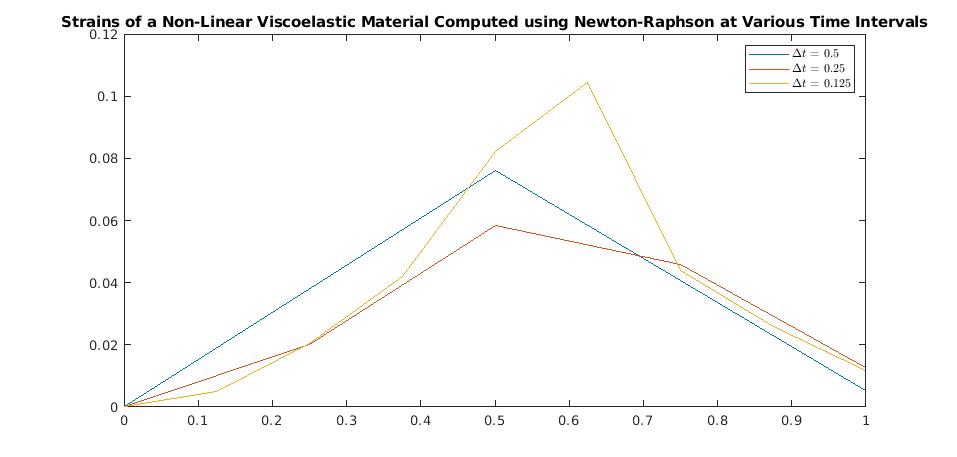 Strains of a Non-Linear Viscoelastic Material Computed using Newton-Raphson at Various Time Intervals
0.12
0.1
0.08
0.06
0.04
0.02
0
Δt = 0.5
Δt = 0.25
Δt = 0.125
0 0.1 0.2 0.3 0.4 0.5 0.6 0.7 0.8 0.9 1